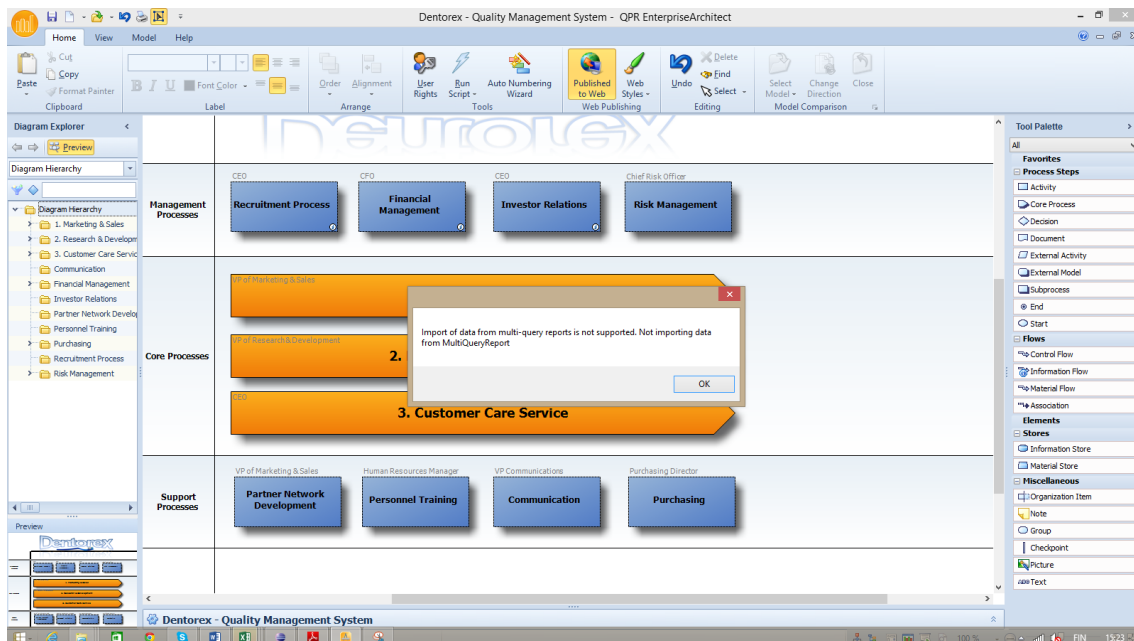 Dentorex - Quality Management System - QPR EnterpriseArchitect
Home View Model Help
Cut
Copy
Format Painter
Paste
Clipboard
B I U Font Color
Label
Order
Alignment
Arrange
User Rights
Run Script
Auto Numbering Wizard
Tools
Published to Web
Web Styles
Web Publishing
Undo
Delete
Find
Select
Editing
Select Model
Change Direction
Close
Model Comparison
Diagram Explorer
Preview
Diagram Hierarchy
Diagram Hierarchy
1. Marketing & Sales
2. Research & Developm
3. Customer Care Servic
Communication
Financial Management
Investor Relations
Partner Network Develo
Personnel Training
Purchasing
Recruitment Process
Risk Management
Preview
Dentorex
Dentorex
Management Processes
CEO
Recruitment Process
CFO
Financial Management
CEO
Investor Relations
Chief Risk Officer
Risk Management
Core Processes
VP of Marketing & Sales
VP of Research & Development
2.
CEO
3. Customer Care Service
Import of data from multi-query reports is not supported. Not importing data
from MultiQueryReport
OK
Support Processes
VP of Marketing & Sales
Partner Network Development
Human Resources Manager
Personnel Training
VP Communications
Communication
Purchasing Director
Purchasing
Dentorex - Quality Management System
Tool Palette
All
Favorites
Process Steps
Activity
Core Process
Decision
Document
External Activity
External Model
Subprocess
End
Start
Flows
Control Flow
Information Flow
Material Flow
Association
Elements
Stores
Information Store
Material Store
Miscellaneous
Organization Item
Note
Group
Checkpoint
Picture
Text
100%
FIN 15:23